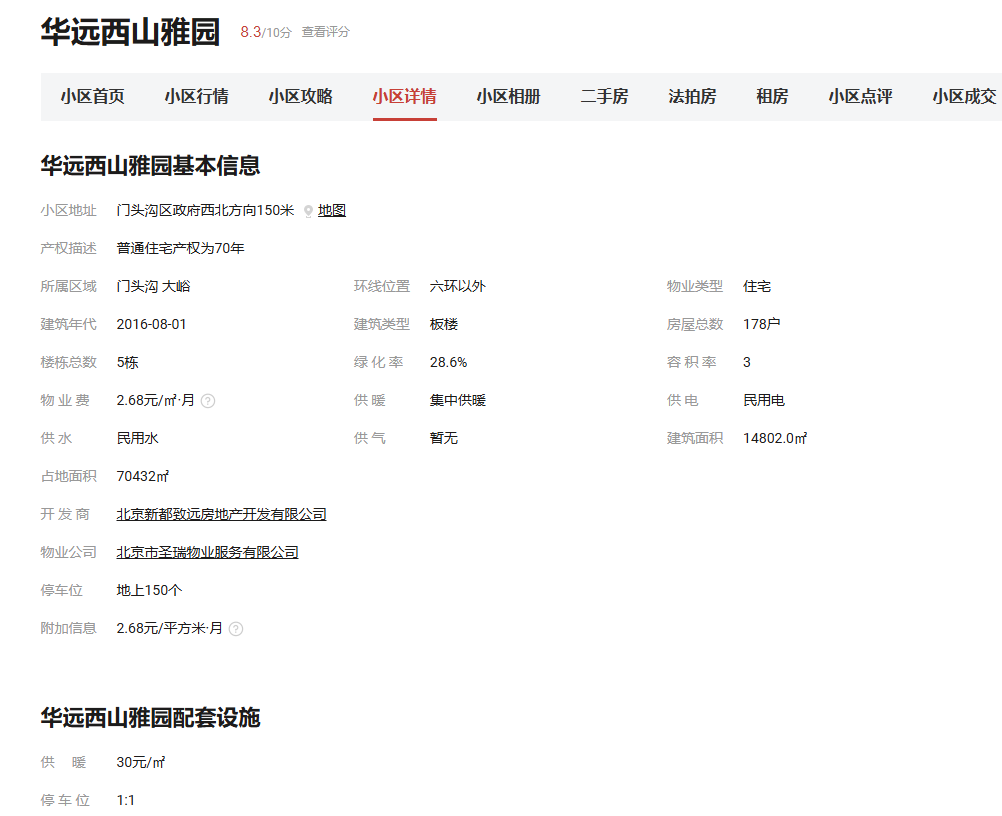 华远西山雅园 8.3/10分 查看评分
小区首页 小区行情 小区攻略 小区详情 小区相册 二手房 法拍房 租房 小区点评 小区成交
华远西山雅园基本信息
小区地址 门头沟区政府西北方向150米 地图
产权描述 普通住宅产权为70年
所属区域 门头沟 大峪 环线位置 六环以外 物业类型 住宅
建筑年代 2016-08-01 建筑类型 板楼 房屋总数 178户
楼栋总数 5栋 绿 化 率 28.6% 容 积 率 3
物 业 费 2.68元/㎡·月 ? 供 暖 集中供暖 供 电 民用电
供 水 民用水 供 气 暂无 建筑面积 14802.0㎡
占地面积 70432㎡
开 发 商 北京新都致远房地产开发有限公司
物业公司 北京市圣瑞物业服务有限公司
停车位 地上150个
附加信息 2.68元/平方米·月 ?
华远西山雅园配套设施
供 暖 30元/㎡
停 车 位 1:1